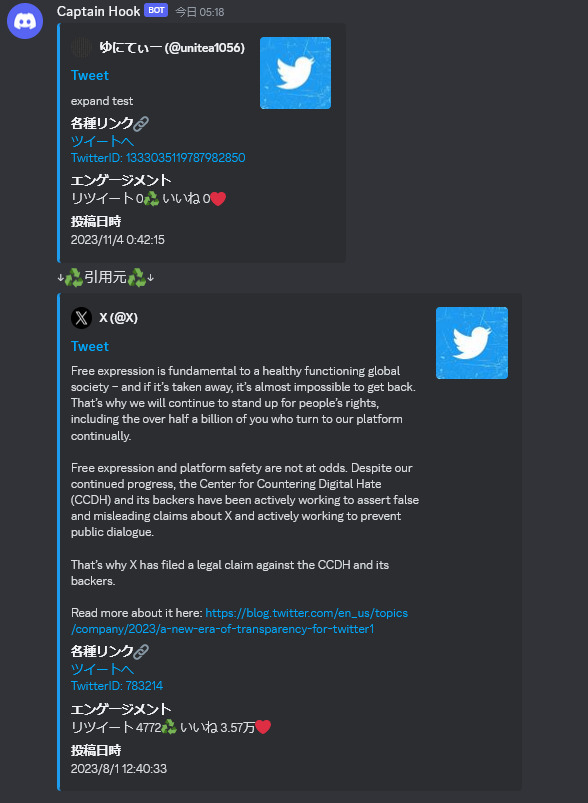 Captain Hook BOT 今日 05:18
ゆにてぃー (@unitea1056)
Tweet
expand test
各種リンク🔗
ツイートへ
TwitterID: 1333035119787982850
エンゲージメント
リツイート 0♻️ いいね 0❤️
投稿日時
2023/11/4 0:42:15
↓♻️引用元♻️↓
X (@X)
Tweet
Free expression is fundamental to a healthy functioning global
society – and if it’s taken away, it’s almost impossible to get back.
That’s why we will continue to stand up for people’s rights,
including the over half a billion of you who turn to our platform
continually.
Free expression and platform safety are not at odds. Despite our
continued progress, the Center for Countering Digital Hate
(CCDH) and its backers have been actively working to assert false
and misleading claims about X and actively working to prevent
public dialogue.
That’s why X has filed a legal claim against the CCDH and its
backers.
Read more about it here: https://blog.twitter.com/en_us/topics
/company/2023/a-new-era-of-transparency-for-twitter1
各種リンク🔗
ツイートへ
TwitterID: 783214
エンゲージメント
リツイート 4772♻️ いいね 3.57万❤️
投稿日時
2023/8/1 12:40:33